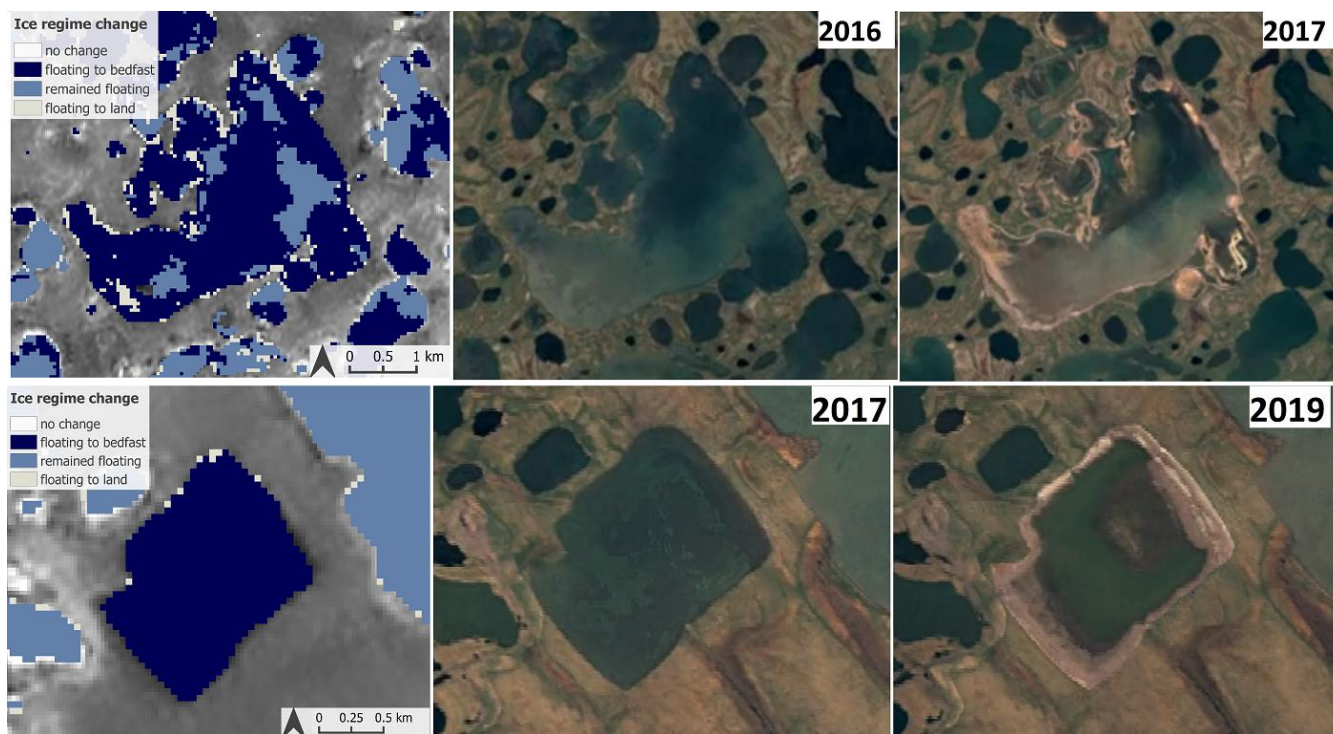 Ice regime change
no change
floating to bedfast
remained floating
floating to land
0 0.5 1 km
2016
2017
Ice regime change
no change
floating to bedfast
remained floating
floating to land
0 0.25 0.5 km
2017
2019